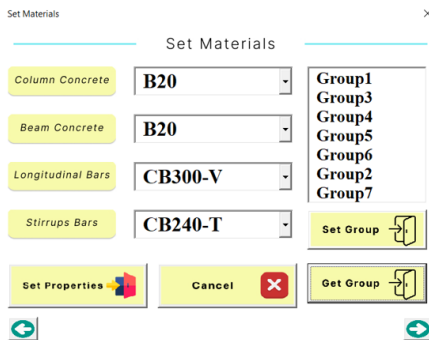 Set Materials
Set Materials
Column Concrete
B20
Beam Concrete
B20
Longitudinal Bars
CB300-V
Stirrups Bars
CB240-T
Group1
Group3
Group4
Group5
Group6
Group2
Group7
Set Group
Set Properties
Cancel
Get Group